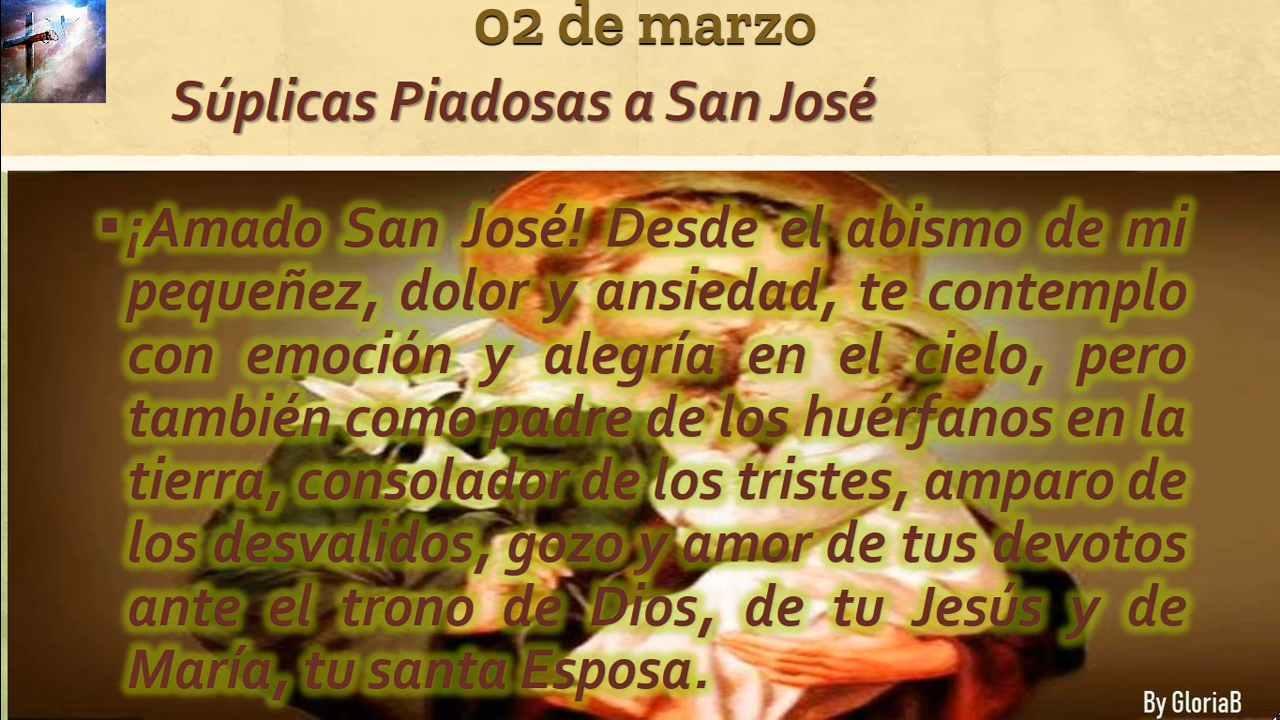 02 de marzo
Súplicas Piadosas a San José
▪¡Amado San José! Desde el abismo de mi
pequeñez, dolor y ansiedad, te contemplo
con emoción y alegría en el cielo, pero
también como padre de los huérfanos en la
tierra, consolador de los tristes, amparo de
los desvalidos, gozo y amor de tus devotos
ante el trono de Dios, de tu Jesús y de
María, tu santa Esposa.
By GloriaB